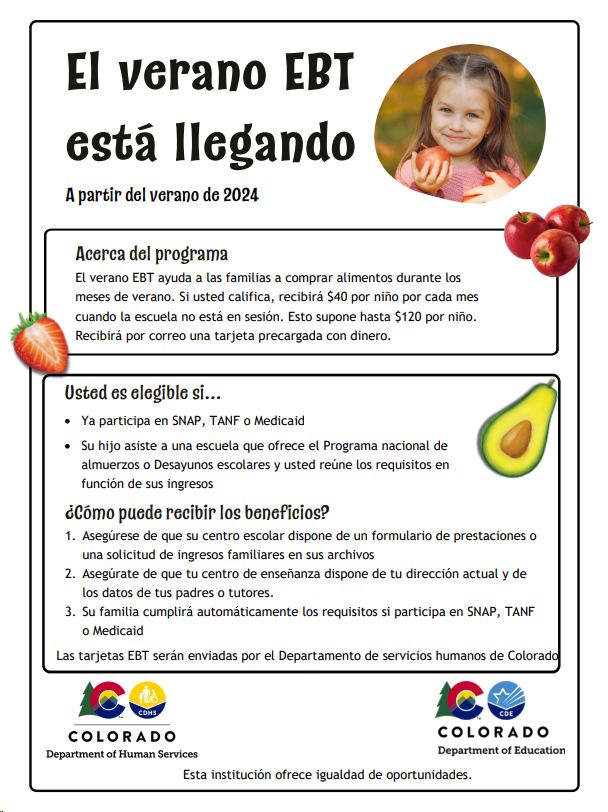 El verano EBT
está llegando
A partir del verano de 2024
Acerca del programa
El verano EBT ayuda a las familias a comprar alimentos durante los
meses de verano. Si usted califica, recibirá $40 por niño por cada mes
cuando la escuela no está en sesión. Esto supone hasta $120 por niño.
Recibirá por correo una tarjeta precargada con dinero.
Usted es elegible si...
• Ya participa en SNAP, TANF o Medicaid
• Su hijo asiste a una escuela que ofrece el Programa nacional de
almuerzos o Desayunos escolares y usted reúne los requisitos en
función de sus ingresos
¿Cómo puede recibir los beneficios?
1. Asegúrese de que su centro escolar dispone de un formulario de prestaciones o
una solicitud de ingresos familiares en sus archivos
2. Asegúrate de que tu centro de enseñanza dispone de tu dirección actual y de
los datos de tus padres o tutores.
3. Su familia cumplirá automáticamente los requisitos si participa en SNAP, TANF
o Medicaid
Las tarjetas EBT serán enviadas por el Departamento de servicios humanos de Colorado
CDHS
TM
COLORADO
Department of Human Services
CDE
TM
COLORADO
Department of Education
Esta institución ofrece igualdad de oportunidades.